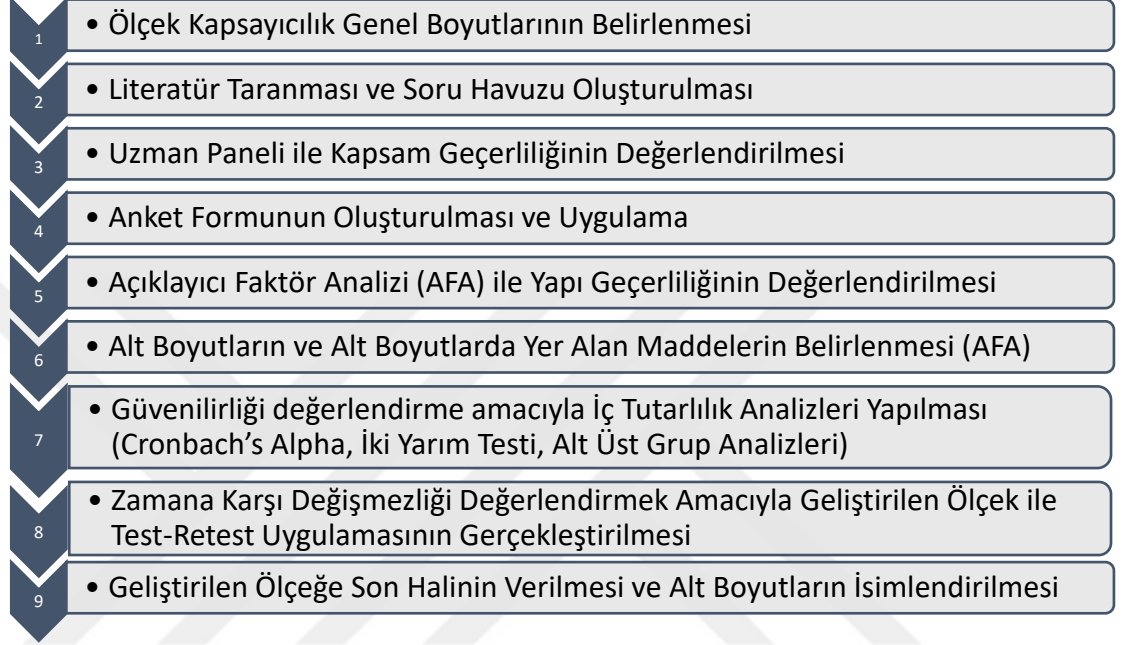 1 • Ölçek Kapsayıcılık Genel Boyutlarının Belirlenmesi
2 • Literatür Taranması ve Soru Havuzu Oluşturulması
3 • Uzman Paneli ile Kapsam Geçerliliğinin Değerlendirilmesi
4 • Anket Formunun Oluşturulması ve Uygulama
5 • Açıklayıcı Faktör Analizi (AFA) ile Yapı Geçerliliğinin Değerlendirilmesi
6 • Alt Boyutların ve Alt Boyutlarda Yer Alan Maddelerin Belirlenmesi (AFA)
7 • Güvenilirliği değerlendirme amacıyla İç Tutarlılık Analizleri Yapılması
(Cronbach’s Alpha, İki Yarım Testi, Alt Üst Grup Analizleri)
8 • Zamana Karşı Değişmezliği Değerlendirmek Amacıyla Geliştirilen Ölçek ile
Test-Retest Uygulamasının Gerçekleştirilmesi
9 • Geliştirilen Ölçeğe Son Halinin Verilmesi ve Alt Boyutların İsimlendirilmesi